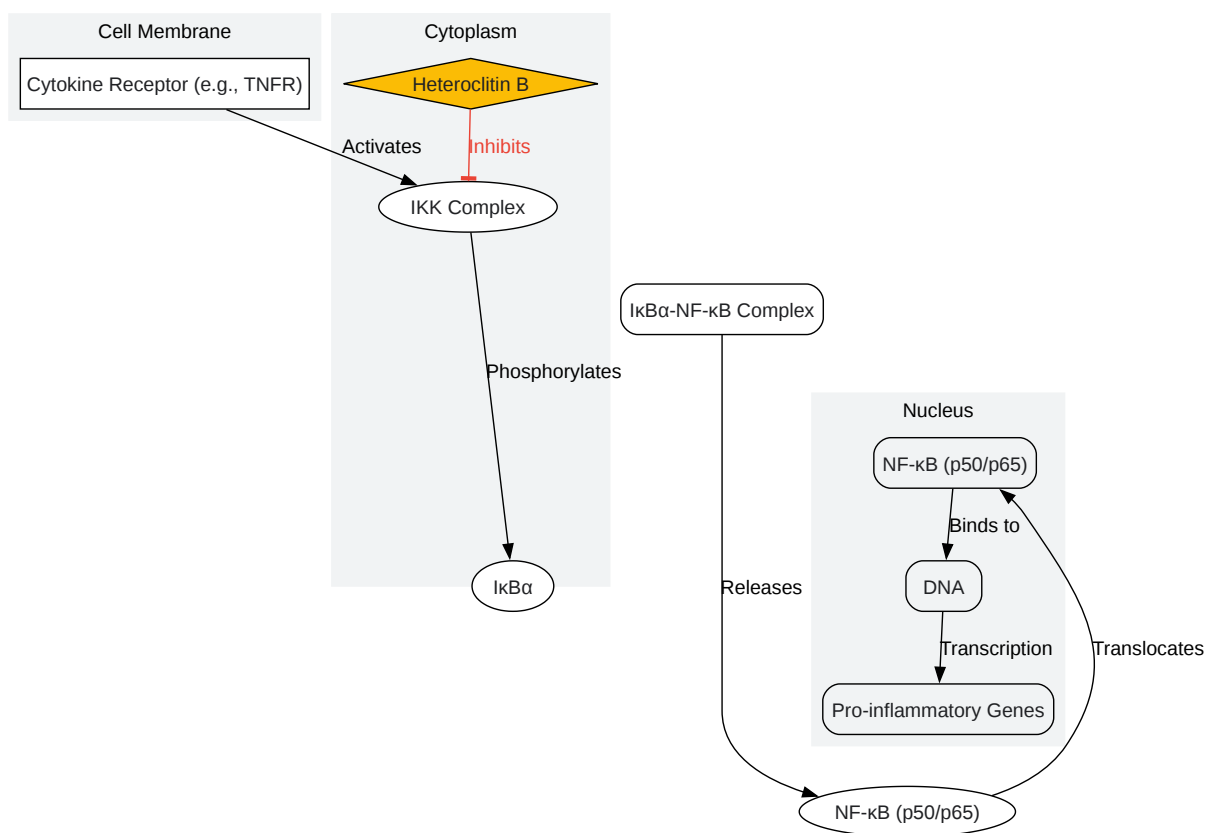 Cell Membrane
Cytoplasm
Cytokine Receptor (e.g., TNFR)
Heteroclitin B
Activates
Inhibits
IKK Complex
IκBα-NF-κB Complex
Phosphorylates
Nucleus
NF-κB (p50/p65)
Binds to
IκBα
Releases
DNA
Transcription
Translocates
Pro-inflammatory Genes
NF-κB (p50/p65)